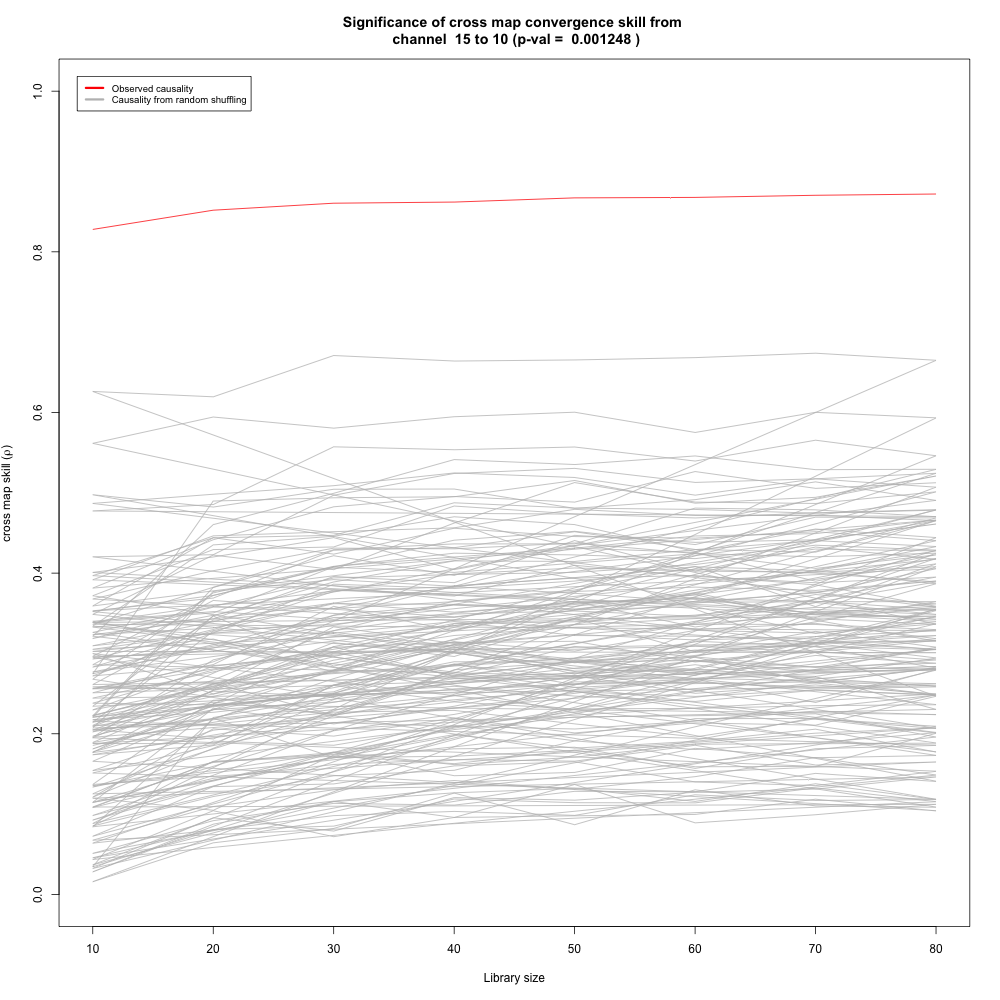 Significance of cross map convergence skill from
channel  15 to 10 (p-val =  0.001248 )
Observed causality
Causality from random shuffling
cross map skill (ρ)
1.0
0.8
0.6
0.4
0.2
0.0
10 20 30 40 50 60 70 80
Library size